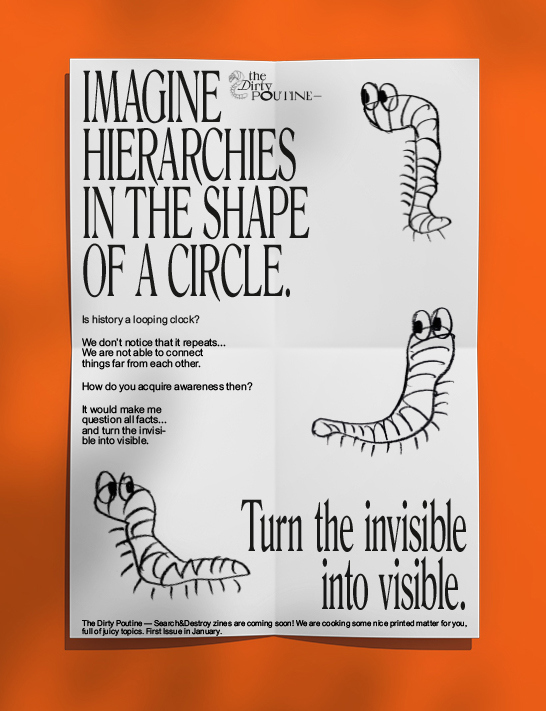 IMAGINE
HIERARCHIES
IN THE SHAPE
OF A CIRCLE.
the
Dirty
POUTINE—
Is history a looping clock?
We don't notice that it repeats...
We are not able to connect
things far from each other.
How do you acquire awareness then?
It would make me
question all facts...
and turn the invisi-
ble into visible.
Turn the invisible
into visible.
The Dirty Poutine — Search&Destroy zines are coming soon! We are cooking some nice printed matter for you,
full of juicy topics. First Issue in January.